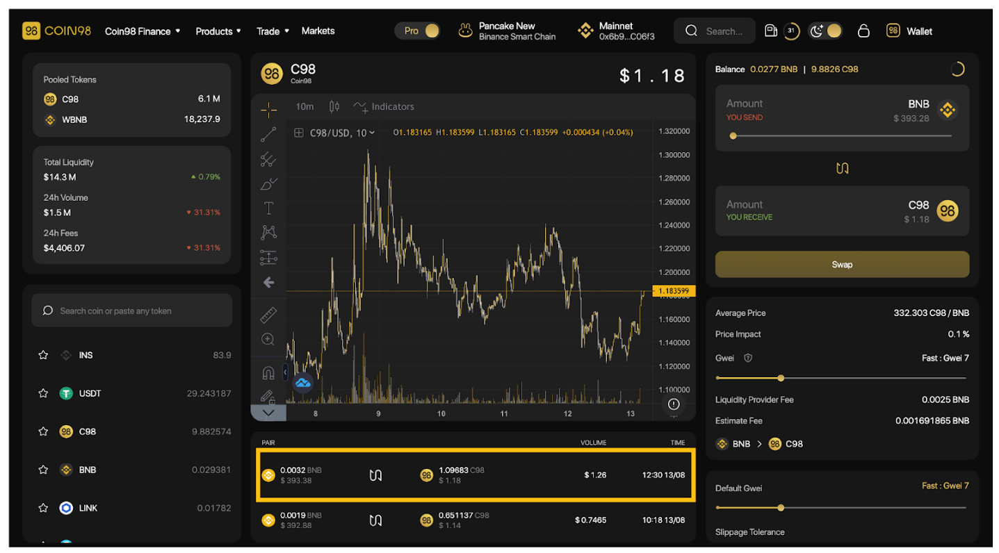 98 COIN98 Coin98 Finance Products Trade Markets
Pro
Pancake New
Binance Smart Chain
Mainnet
0x6b9...C06f3
Search...
31
98 Wallet
Pooled Tokens
98 C98 6.1 M
WBNB 18,237.9
Total Liquidity
$14.3 M 0.79%
24h Volume
$1.5 M 31.31%
24h Fees
$4,406.07 31.31%
Search coin or paste any token
INS 83.9
USDT 29.243187
98 C98 9.882574
BNB 0.029381
LINK 0.01782
98 C98
Coin98
$1.18
10m Indicators
C98/USD, 10 O1.183165 H1.183599 L1.183165 C1.183599 +0.000434 (+0.04%)
1.320000
1.300000
1.280000
1.260000
1.240000
1.220000
1.200000
1.183599
1.160000
1.140000
1.120000
1.100000
8 9 10 11 12 13
PAIR VOLUME TIME
0.0032 BNB
$ 393.38
98 1.09683 C98
$ 1.18
$ 1.26 12:30 13/08
0.0019 BNB
$ 392.88
98 0.651137 C98
$ 1.14
$ 0.7465 10:18 13/08
Balance 0.0277 BNB | 9.8826 C98
Amount
YOU SEND
BNB
$ 393.28
Amount
YOU RECEIVE
C98
$ 1.18
98
Swap
Average Price 332.303 C98 / BNB
Price Impact 0.1 %
Gwei Fast : Gwei 7
Liquidity Provider Fee 0.0025 BNB
Estimate Fee 0.001691865 BNB
BNB > 98 C98
Default Gwei Fast : Gwei 7
Slippage Tolerance